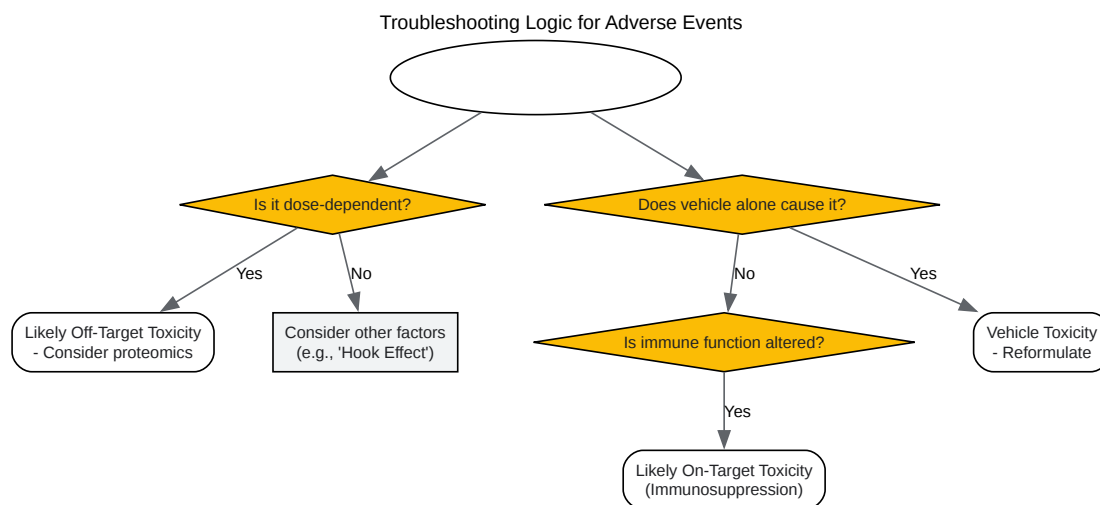 Troubleshooting Logic for Adverse Events
Is it dose-dependent?
Does vehicle alone cause it?
Yes
No
No
Yes
Likely Off-Target Toxicity
- Consider proteomics
Consider other factors
(e.g., 'Hook Effect')
Is immune function altered?
Vehicle Toxicity
- Reformulate
Yes
Likely On-Target Toxicity
(Immunosuppression)